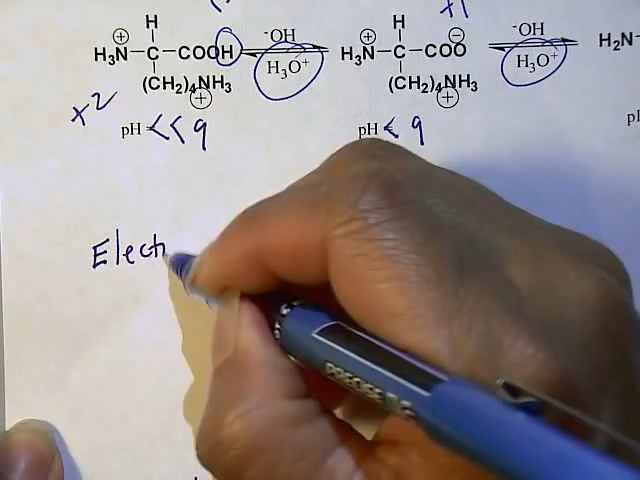 +1
H H
⊕ ⊖
H₃N–C–COOH ⁻OH H₃O⁺ H₃N–C–COO ⁻OH H₃O⁺ H₂N–
(CH₂)₄NH₃ (CH₂)₄NH₃
⊕ ⊕
+2
pH << 9 pH < 9
Elect
PRECISE